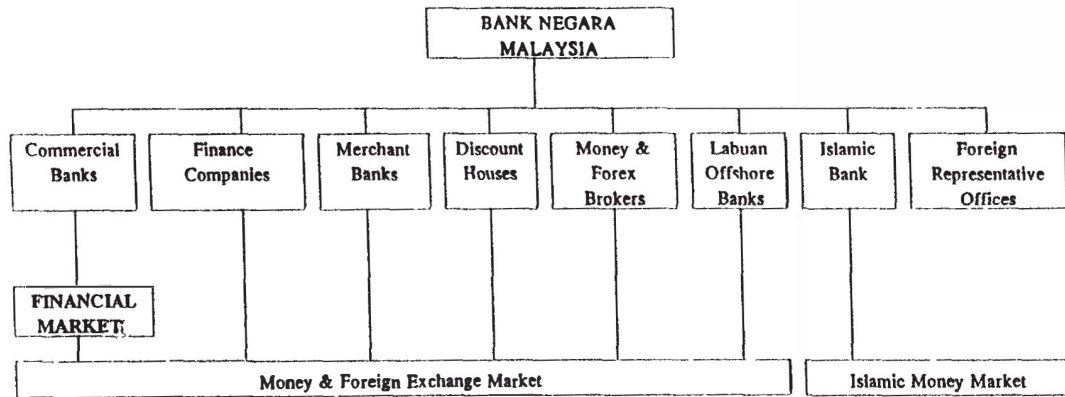 BANK NEGARA
MALAYSIA
Commercial
Banks
Finance
Companies
Merchant
Banks
Discount
Houses
Money &
Forex
Brokers
Labuan
Offshore
Banks
Islamic
Bank
Foreign
Representative
Offices
FINANCIAL
MARKET
Money & Foreign Exchange Market
Islamic Money Market